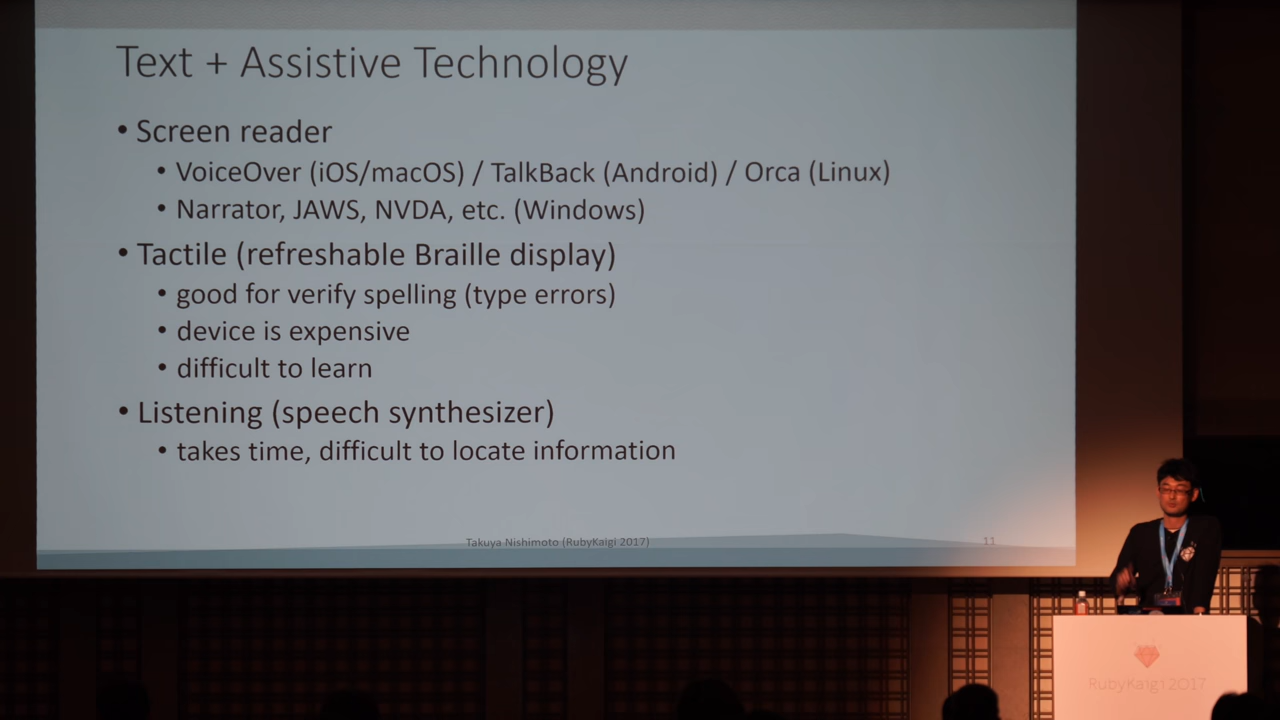 Text + Assistive Technology
• Screen reader
• VoiceOver (iOS/macOS) / TalkBack (Android) / Orca (Linux)
• Narrator, JAWS, NVDA, etc. (Windows)
• Tactile (refreshable Braille display)
• good for verify spelling (type errors)
• device is expensive
• difficult to learn
• Listening (speech synthesizer)
• takes time, difficult to locate information
Takuya Nishimoto (RubyKaigi 2017)
11
RubyKaigi2017